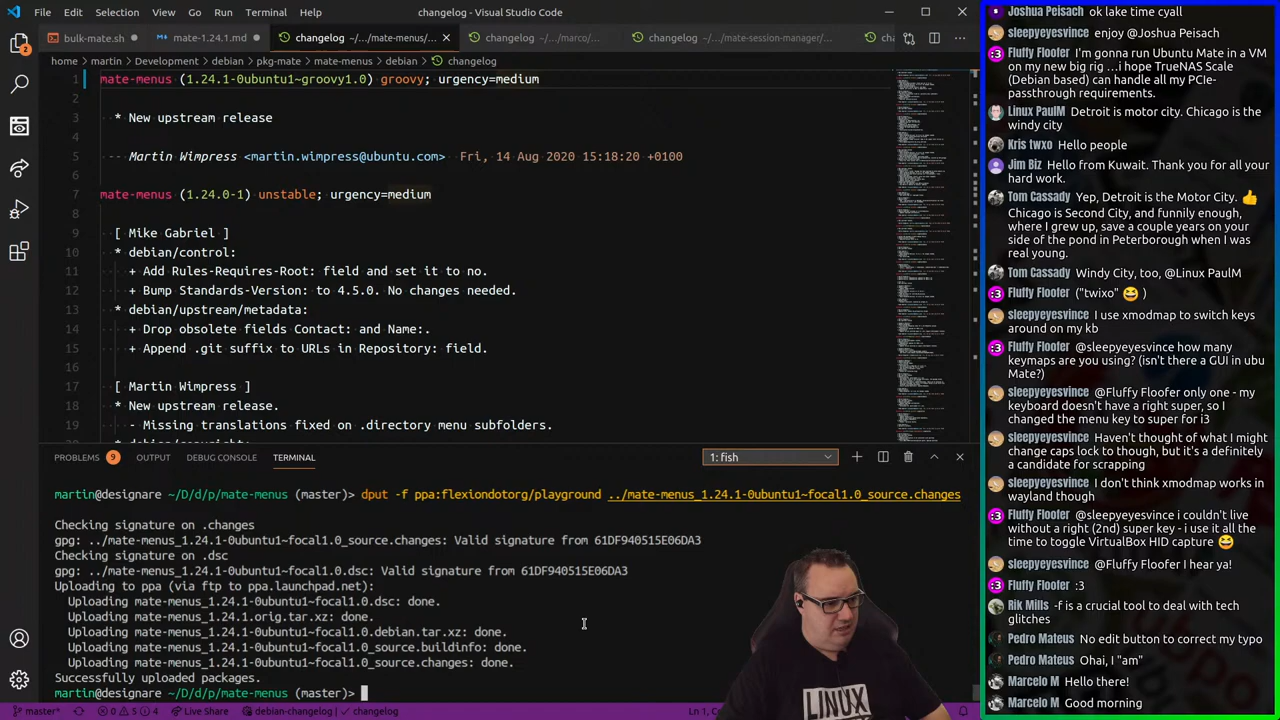 File Edit Selection View Go Run Terminal Help
changelog - Visual Studio Code
bulk-mate.sh
mate-1.24.1.md
changelog ~/.../mate-menus/...
changelog ~/.../marco/...
changelog ~/.../mate-session-manager/...
home > martin > Development > debian > pkg-mate > mate-menus > debian > changelog
1 mate-menus (1.24.1-0ubuntu1~groovy1.0) groovy; urgency=medium
2
3 * New upstream release
4
5 -- Martin Wimpress <martin.wimpress@ubuntu.com> Fri, 14 Aug 2020 15:18:20 +0100
6
7 mate-menus (1.24.0-1) unstable; urgency=medium
8
9 [ Mike Gabriel ]
10 * debian/control:
11 + Add Rules-Requires-Root: field and set it to no.
12 + Bump Standards-Version: to 4.5.0. No changes needed.
13 * debian/upstream/metadata:
14 + Drop obsolete fields Contact: and Name:.
15 + Append .git suffix to URLs in Repository: field.
16
17 [ Martin Wimpress ]
18 * New upstream release.
19 - Missing translations fixed on .directory menu subfolders.
PROBLEMS 9 OUTPUT DEBUG CONSOLE TERMINAL
1: fish
martin@designare ~/D/d/p/mate-menus (master)> dput -f ppa:flexiondotorg/playground ../mate-menus_1.24.1-0ubuntu1~focal1.0_source.changes
Checking signature on .changes
gpg: ../mate-menus_1.24.1-0ubuntu1~focal1.0_source.changes: Valid signature from 61DF940515E06DA3
Checking signature on .dsc
gpg: ../mate-menus_1.24.1-0ubuntu1~focal1.0.dsc: Valid signature from 61DF940515E06DA3
Uploading to ppa (via ftp to ppa.launchpad.net):
Uploading mate-menus_1.24.1-0ubuntu1~focal1.0.dsc: done.
Uploading mate-menus_1.24.1.orig.tar.xz: done.
Uploading mate-menus_1.24.1-0ubuntu1~focal1.0.debian.tar.xz: done.
Uploading mate-menus_1.24.1-0ubuntu1~focal1.0_source.buildinfo: done.
Uploading mate-menus_1.24.1-0ubuntu1~focal1.0_source.changes: done.
Successfully uploaded packages.
martin@designare ~/D/d/p/mate-menus (master)>
master* 0 5 4 Live Share debian-changelog changelog
LINUX
Joshua Peisach ok lake time cyall
sleepyeyesvince enjoy @Joshua Peisach
Fluffy Floofer I'm gonna run Ubuntu Mate in a VM
on my new big rig ...i hope TrueNAS Scale
(Debian based) can handle all my PCIe-
passthrough requirements.
Linux PaulM Detroit is motor city. Chicago is the
windy city
Kris twxo Hello people
Jim Biz Hello from Kuwait. Thank you for all your
hard work.
Tom Cassady Yep, Detroit is the Motor City. 👍
Chicago is Second City, and funny enough,
where I grew up, save a couple years on your
side of the pond in Peterborough when I was
real young.
Tom Cassady Windy City, too, @Linux PaulM
Fluffy Floofer ("twixo" 😆 )
sleepyeyesvince I use xmodmap to switch keys
around on my kb
Fluffy Floofer @sleepyeyesvince how many
keymaps are you using? (isn't there a GUI in ubu
Mate?)
sleepyeyesvince @Fluffy Floofer only one - my
keyboard doesn't have a right super, so I
changed the menu key to super for i3
sleepyeyesvince Haven't thought of what I might
change caps lock to though, but it's a definitely
a candidate for scrapping
sleepyeyesvince I don't think xmodmap works in
wayland though
Fluffy Floofer @sleepyeyesvince i couldn't live
without a right (2nd) super key - i use it all the
time to toggle VirtualBox HID capture 😆
sleepyeyesvince @Fluffy Floofer I hear ya!
Fluffy Floofer :3
Rik Mills -f is a crucial tool to deal with tech
glitches
Pedro Mateus No edit button to correct my typo
Pedro Mateus Ohai, I "am"
Marcelo M Hello there!
Marcelo M Good morning